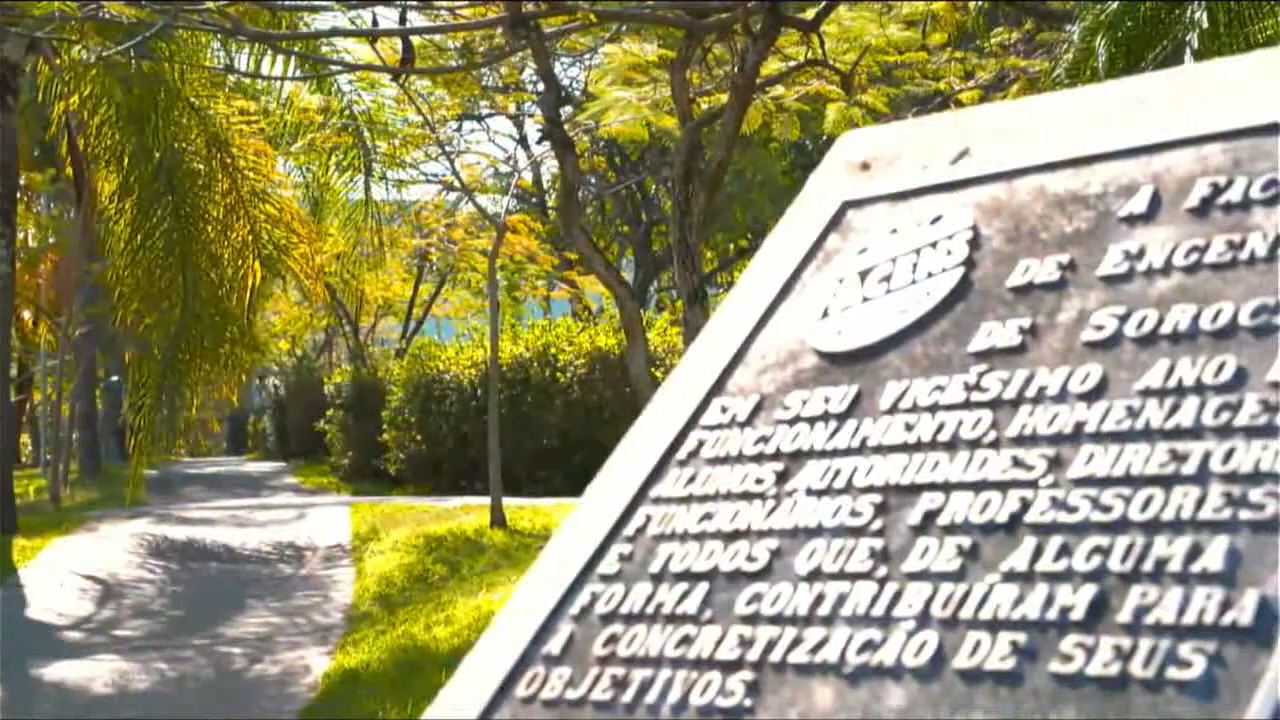 FACENS
A FAC
DE ENGEN
DE SOROC
EM SEU VIGÉSIMO ANO
FUNCIONAMENTO, HOMENAGE
ALUNOS, AUTORIDADES, DIRETOR
FUNCIONÁRIOS, PROFESSORES
E TODOS QUE, DE ALGUMA
FORMA, CONTRIBUÍRAM PARA
A CONCRETIZAÇÃO DE SEUS
OBJETIVOS.